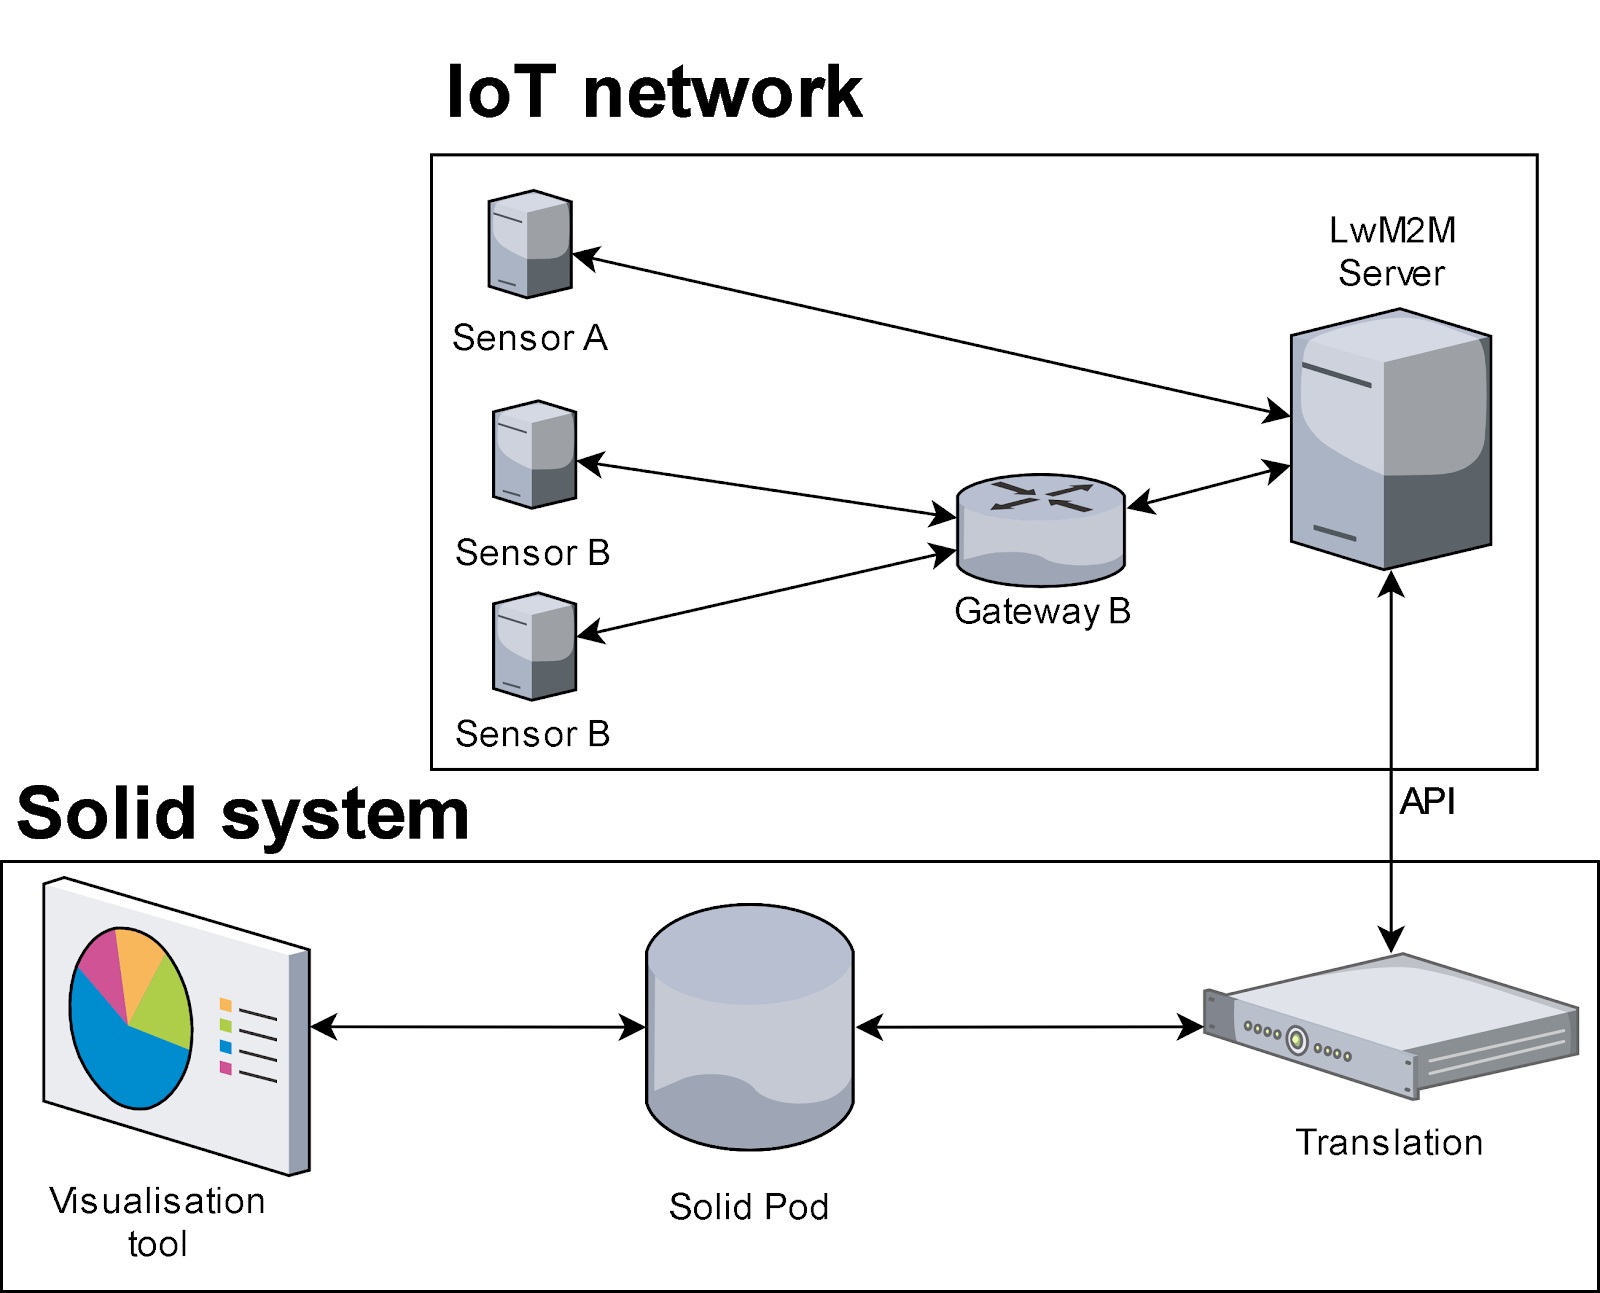 IoT network
LwM2M
Server
Sensor A
Sensor B
Gateway B
Sensor B
API
Solid system
Visualisation
tool
Solid Pod
Translation